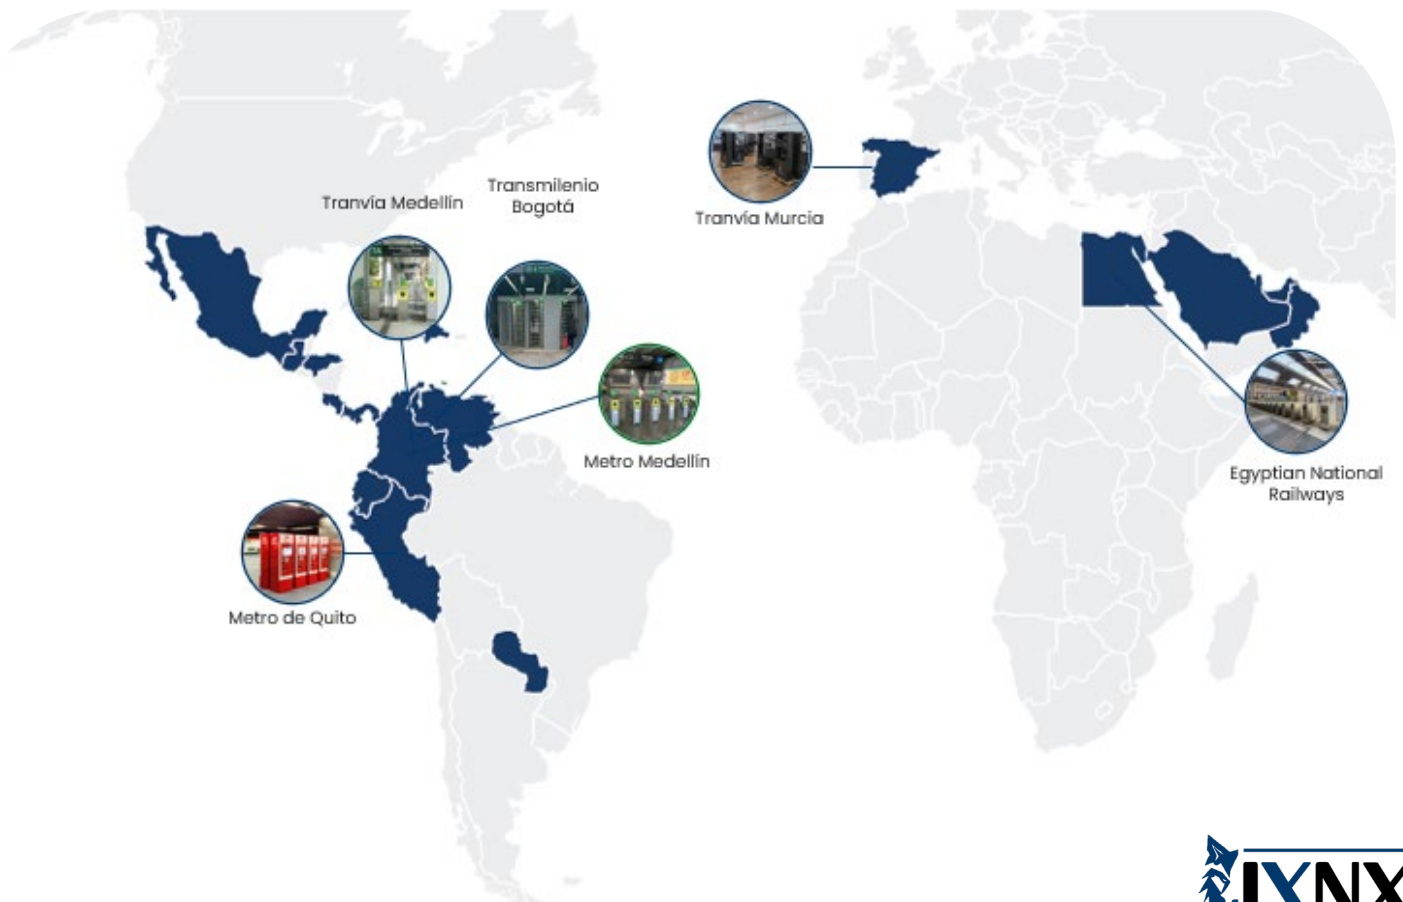 Tranvía Medellín
Transmilenio
Bogotá
Tranvía Murcia
Metro Medellín
Egyptian National
Railways
Metro de Quito